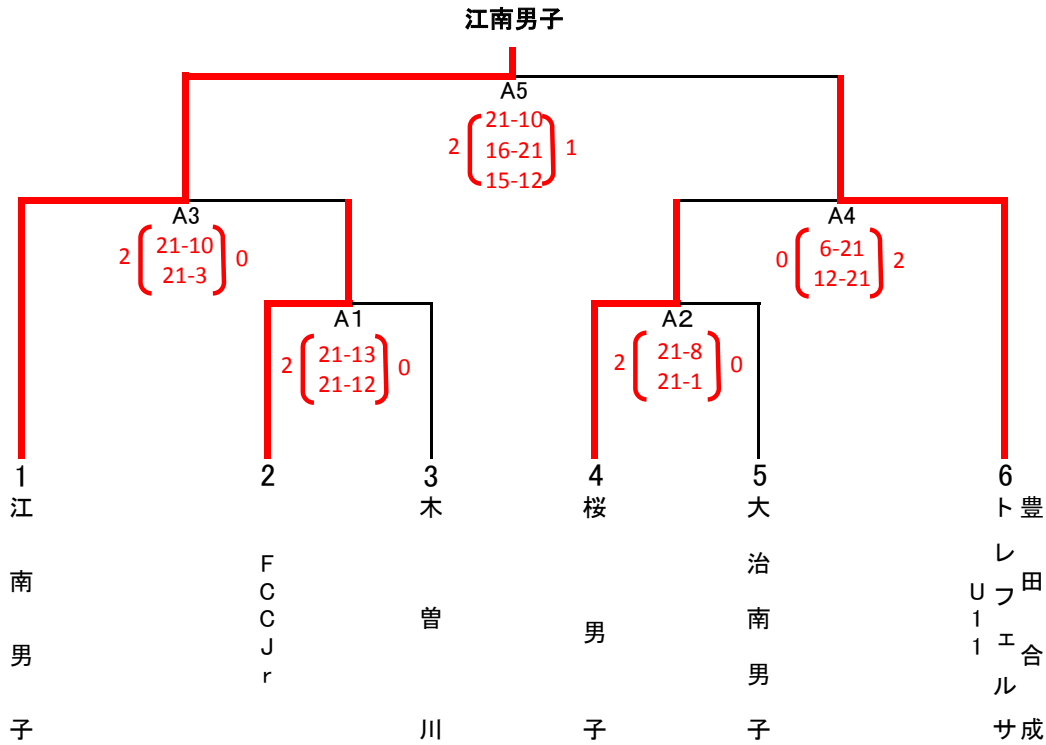 江南男子
A5
2 21-10 1
16-21
15-12
A3
2 21-10 0
21-3
A4
0 6-21 2
12-21
A1
2 21-13 0
21-12
A2
2 21-8 0
21-1
1 2 3 4 5 6
江南男子
FCCJr
木曽川
桜男子
大治南男子
豊田合成
トレフェルサ
U11